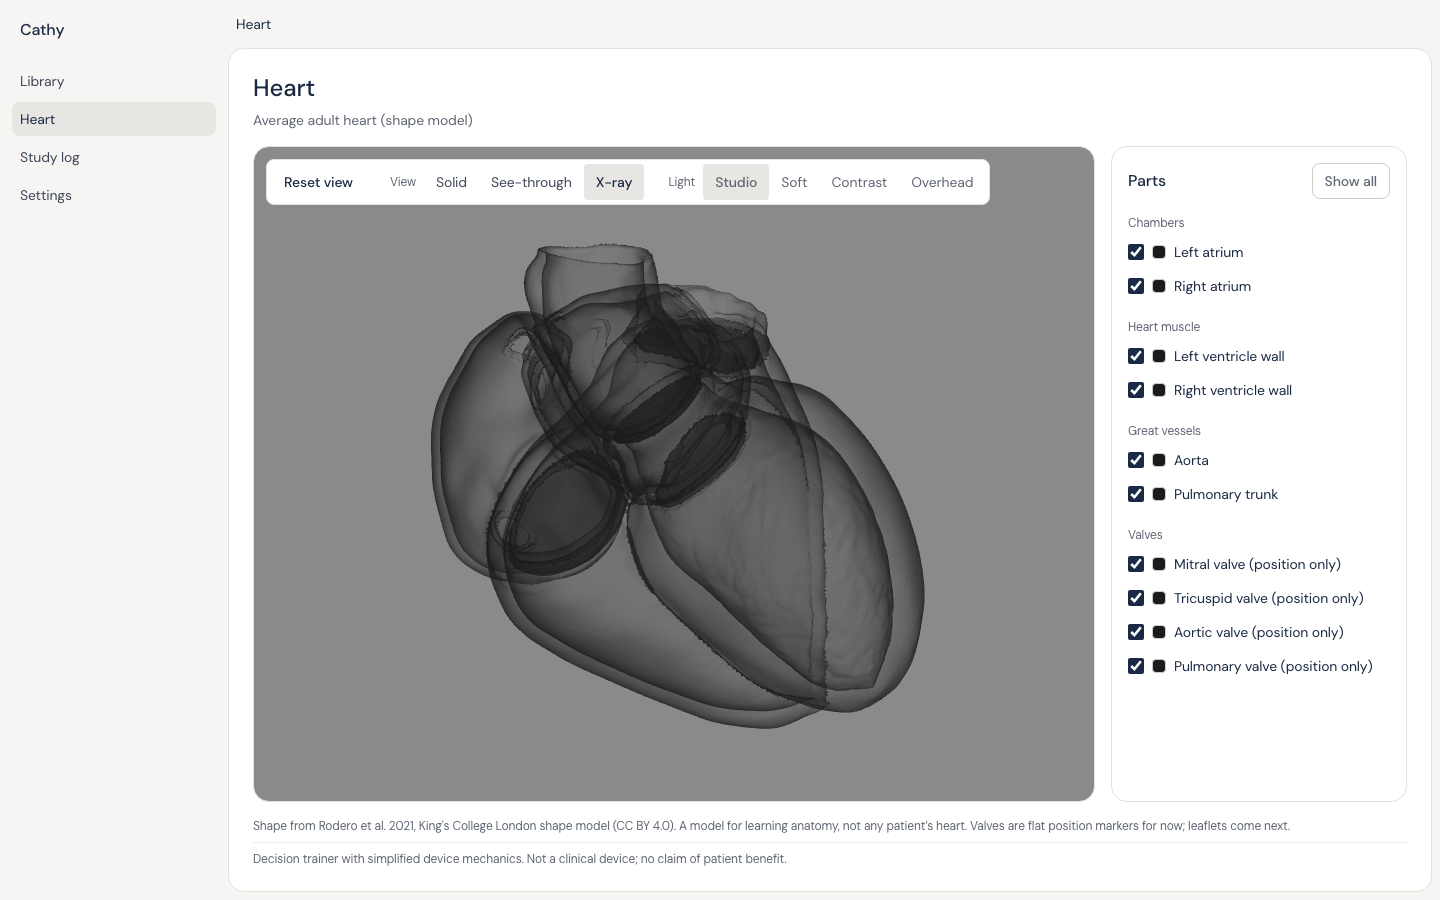 Cathy
Library
Heart
Study log
Settings
Heart
Heart
Average adult heart (shape model)
Reset view View Solid See-through X-ray Light Studio Soft Contrast Overhead
Parts Show all
Chambers
Left atrium
Right atrium
Heart muscle
Left ventricle wall
Right ventricle wall
Great vessels
Aorta
Pulmonary trunk
Valves
Mitral valve (position only)
Tricuspid valve (position only)
Aortic valve (position only)
Pulmonary valve (position only)
Shape from Rodero et al. 2021, King's College London shape model (CC BY 4.0). A model for learning anatomy, not any patient's heart. Valves are flat position markers for now; leaflets come next.
Decision trainer with simplified device mechanics. Not a clinical device; no claim of patient benefit.